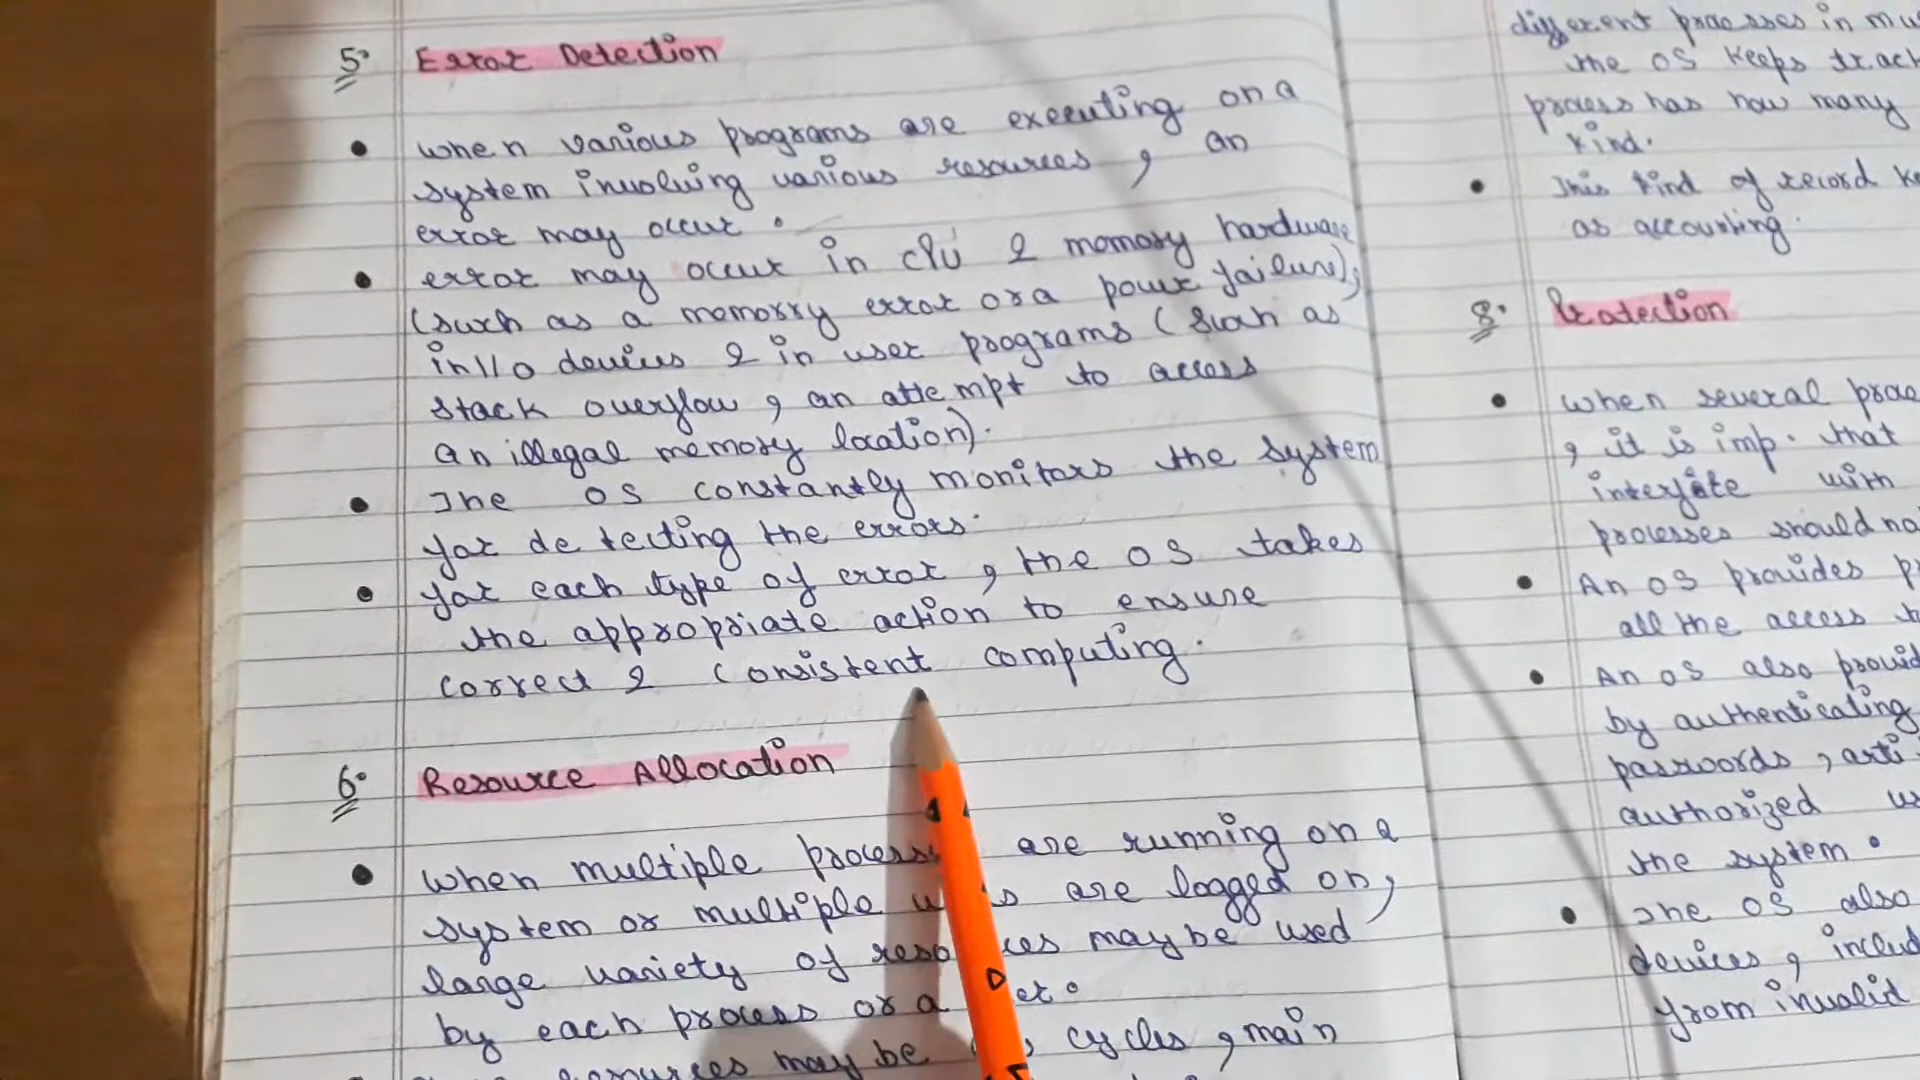 5. Error Detection
• when various programs are executing on a
system involving various resources, an
error may occur.
• error may occur in CPU & momory hardware
(such as a momorry error or a power failure),
in I/O devices & in user programs (such as
stack overflow, an attempt to access
an illegal memory location).
• The OS constantly monitors the system
for detecting the errors.
• for each type of error, the OS takes
the appropriate action to ensure
correct & consistent computing.
6. Resource Allocation
• When multiple are running on a
system or multiple are logged on,
large variety of may be used
by each process or a
may be cycles, main
different processes in
the OS keeps track
process has how many
kind.
• This kind of record
as accounting.
8. Protection
• When several
, it is imp. that
interfete with
processes should
• An OS provides
all the access
• An OS also
by authenticating
passwords,
authorized
the system.
• The OS also
devices,
from invalid